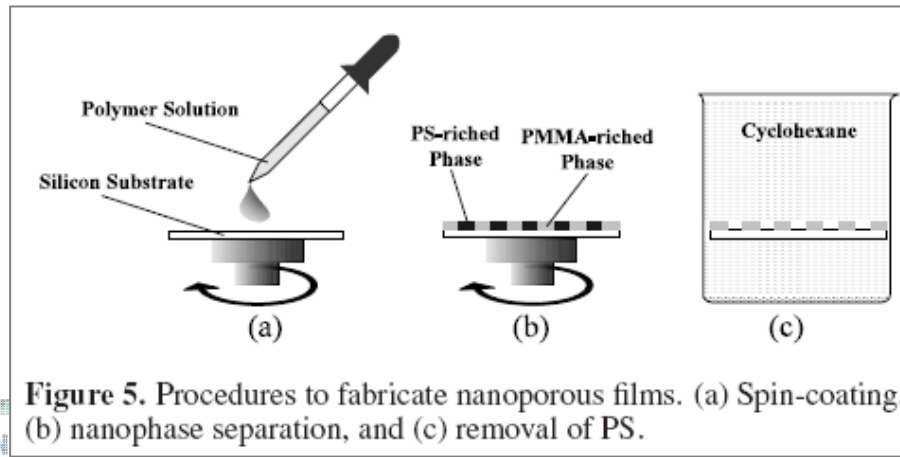 Polymer Solution
Silicon Substrate
(a)
PS-riched
Phase
PMMA-riched
Phase
(b)
Cyclohexane
(c)
Figure 5. Procedures to fabricate nanoporous films. (a) Spin-coating,
(b) nanophase separation, and (c) removal of PS.